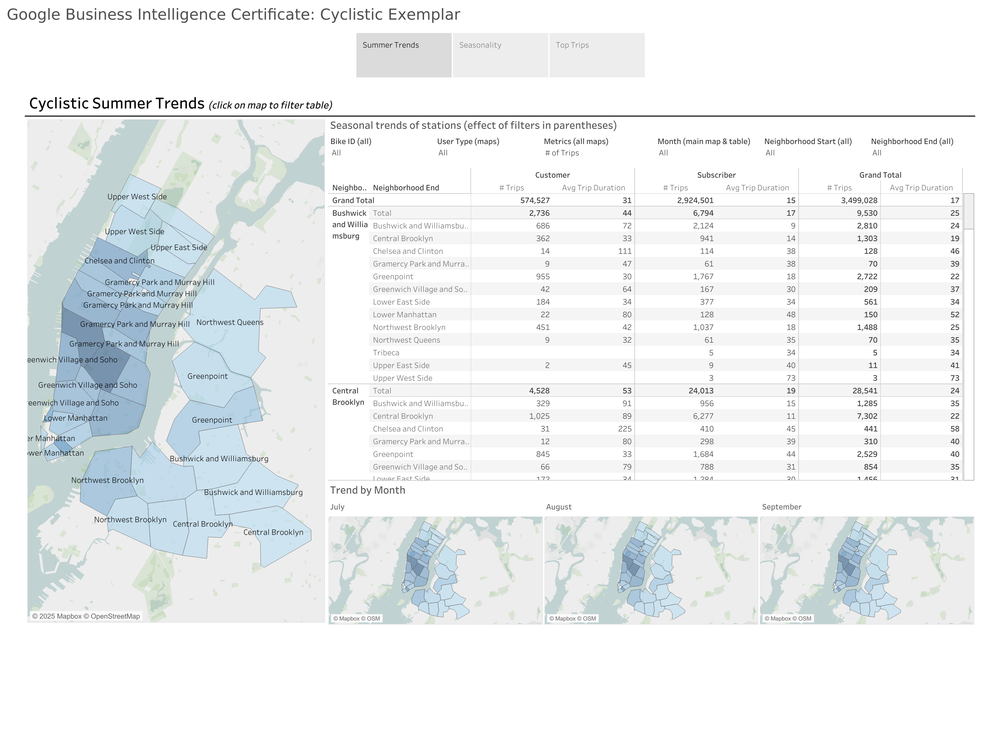 Google Business Intelligence Certificate: Cyclistic Exemplar
Summer Trends Seasonality Top Trips
Cyclistic Summer Trends (click on map to filter table)
Upper West Side
Upper West Side
Upper East Side
Chelsea and Clinton
Gramercy Park and Murray Hill
Gramercy Park and Murray Hill
Gramercy Park and Murray Hill
Northwest Queens
Gramercy Park and Murray Hill
Gramercy Park and Murray Hill
eenwich Village and Soho
Greenpoint
Greenwich Village and Soho
reenwich Village and Soho
Lower Manhattan
Greenpoint
er Manhattan
ower Manhattan
Bushwick and Williamsburg
Northwest Brooklyn
Bushwick and Williamsburg
Northwest Brooklyn
Central Brooklyn
Central Brooklyn
© 2025 Mapbox © OpenStreetMap
Seasonal trends of stations (effect of filters in parentheses)
Bike ID (all) User Type (maps) Metrics (all maps) Month (main map & table) Neighborhood Start (all) Neighborhood End (all)
All All # of Trips All All All
Customer Subscriber Grand Total
Neighbo.. Neighborhood End # Trips Avg Trip Duration # Trips Avg Trip Duration # Trips Avg Trip Duration
Grand Total 574,527 31 2,924,501 15 3,499,028 17
Bushwick Total 2,736 44 6,794 17 9,530 25
and Willia Bushwick and Williamsbu.. 686 72 2,124 9 2,810 24
msburg Central Brooklyn 362 33 941 14 1,303 19
Chelsea and Clinton 14 111 114 38 128 46
Gramercy Park and Murra.. 9 47 61 38 70 39
Greenpoint 955 30 1,767 18 2,722 22
Greenwich Village and So.. 42 64 167 30 209 37
Lower East Side 184 34 377 34 561 34
Lower Manhattan 22 80 128 48 150 52
Northwest Brooklyn 451 42 1,037 18 1,488 25
Northwest Queens 9 32 61 35 70 35
Tribeca 5 34 5 34
Upper East Side 2 45 9 40 11 41
Upper West Side 3 73 3 73
Central Total 4,528 53 24,013 19 28,541 24
Brooklyn Bushwick and Williamsbu.. 329 91 956 15 1,285 35
Central Brooklyn 1,025 89 6,277 11 7,302 22
Chelsea and Clinton 31 225 410 45 441 58
Gramercy Park and Murra.. 12 80 298 39 310 40
Greenpoint 845 33 1,684 44 2,529 40
Greenwich Village and So.. 66 79 788 31 854 35
Lower East Side 172 34 1,284 30 1,456 31
Trend by Month
July August September
© Mapbox © OSM © Mapbox © OSM © Mapbox © OSM